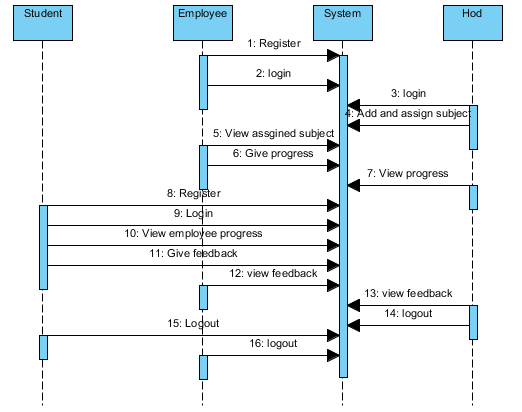 Student
Employee
System
Hod
1: Register
2: login
3: login
4: Add and assign subject
5: View assgined subject
6: Give progress
7: View progress
8: Register
9: Login
10: View employee progress
11: Give feedback
12: view feedback
13: view feedback
14: logout
15: Logout
16: logout